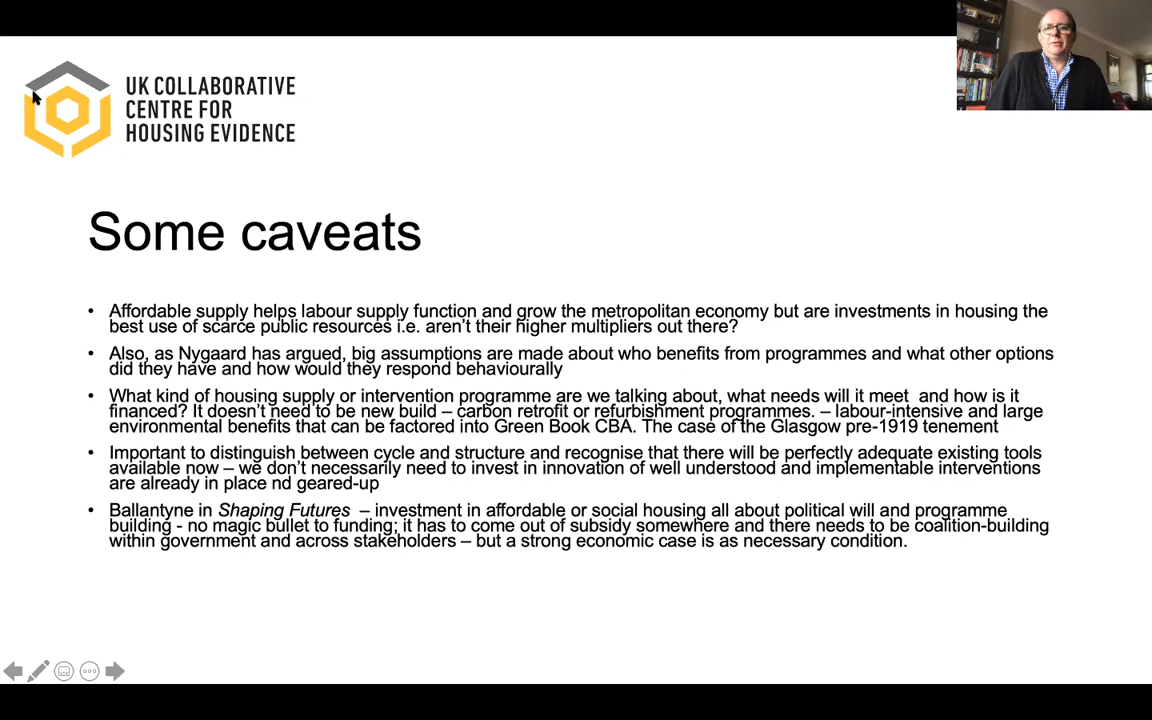 UK COLLABORATIVE
CENTRE FOR
HOUSING EVIDENCE
Some caveats
• Affordable supply helps labour supply function and grow the metropolitan economy but are investments in housing the
best use of scarce public resources i.e. aren't their higher multipliers out there?
• Also, as Nygaard has argued, big assumptions are made about who benefits from programmes and what other options
did they have and how would they respond behaviourally
• What kind of housing supply or intervention programme are we talking about, what needs will it meet and how is it
financed? It doesn't need to be new build – carbon retrofit or refurbishment programmes. – labour-intensive and large
environmental benefits that can be factored into Green Book CBA. The case of the Glasgow pre-1919 tenement
• Important to distinguish between cycle and structure and recognise that there will be perfectly adequate existing tools
available now – we don't necessarily need to invest in innovation of well understood and implementable interventions
are already in place nd geared-up
• Ballantyne in Shaping Futures – investment in affordable or social housing all about political will and programme
building - no magic bullet to funding; it has to come out of subsidy somewhere and there needs to be coalition-building
within government and across stakeholders – but a strong economic case is as necessary condition.